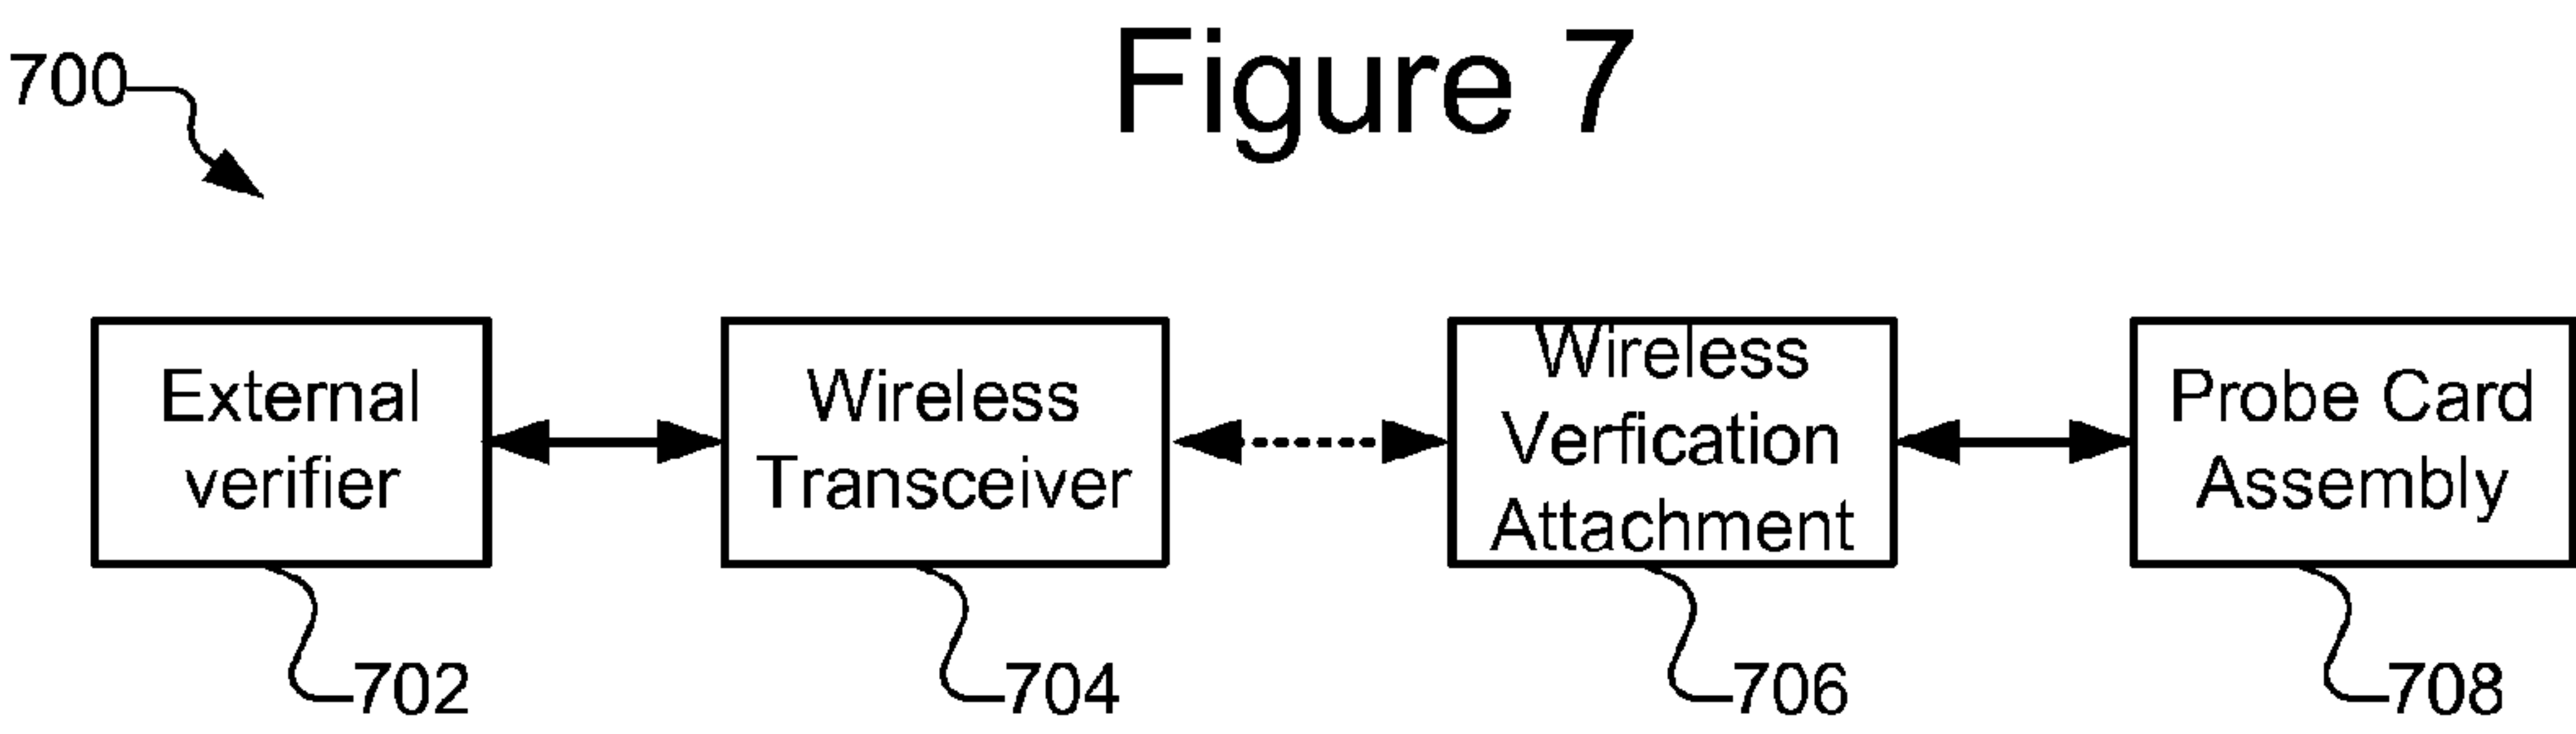 Figure 7
700
External
verifier
Wireless
Transceiver
Wireless
Verfication
Attachment
Probe Card
Assembly
702
704
706
708